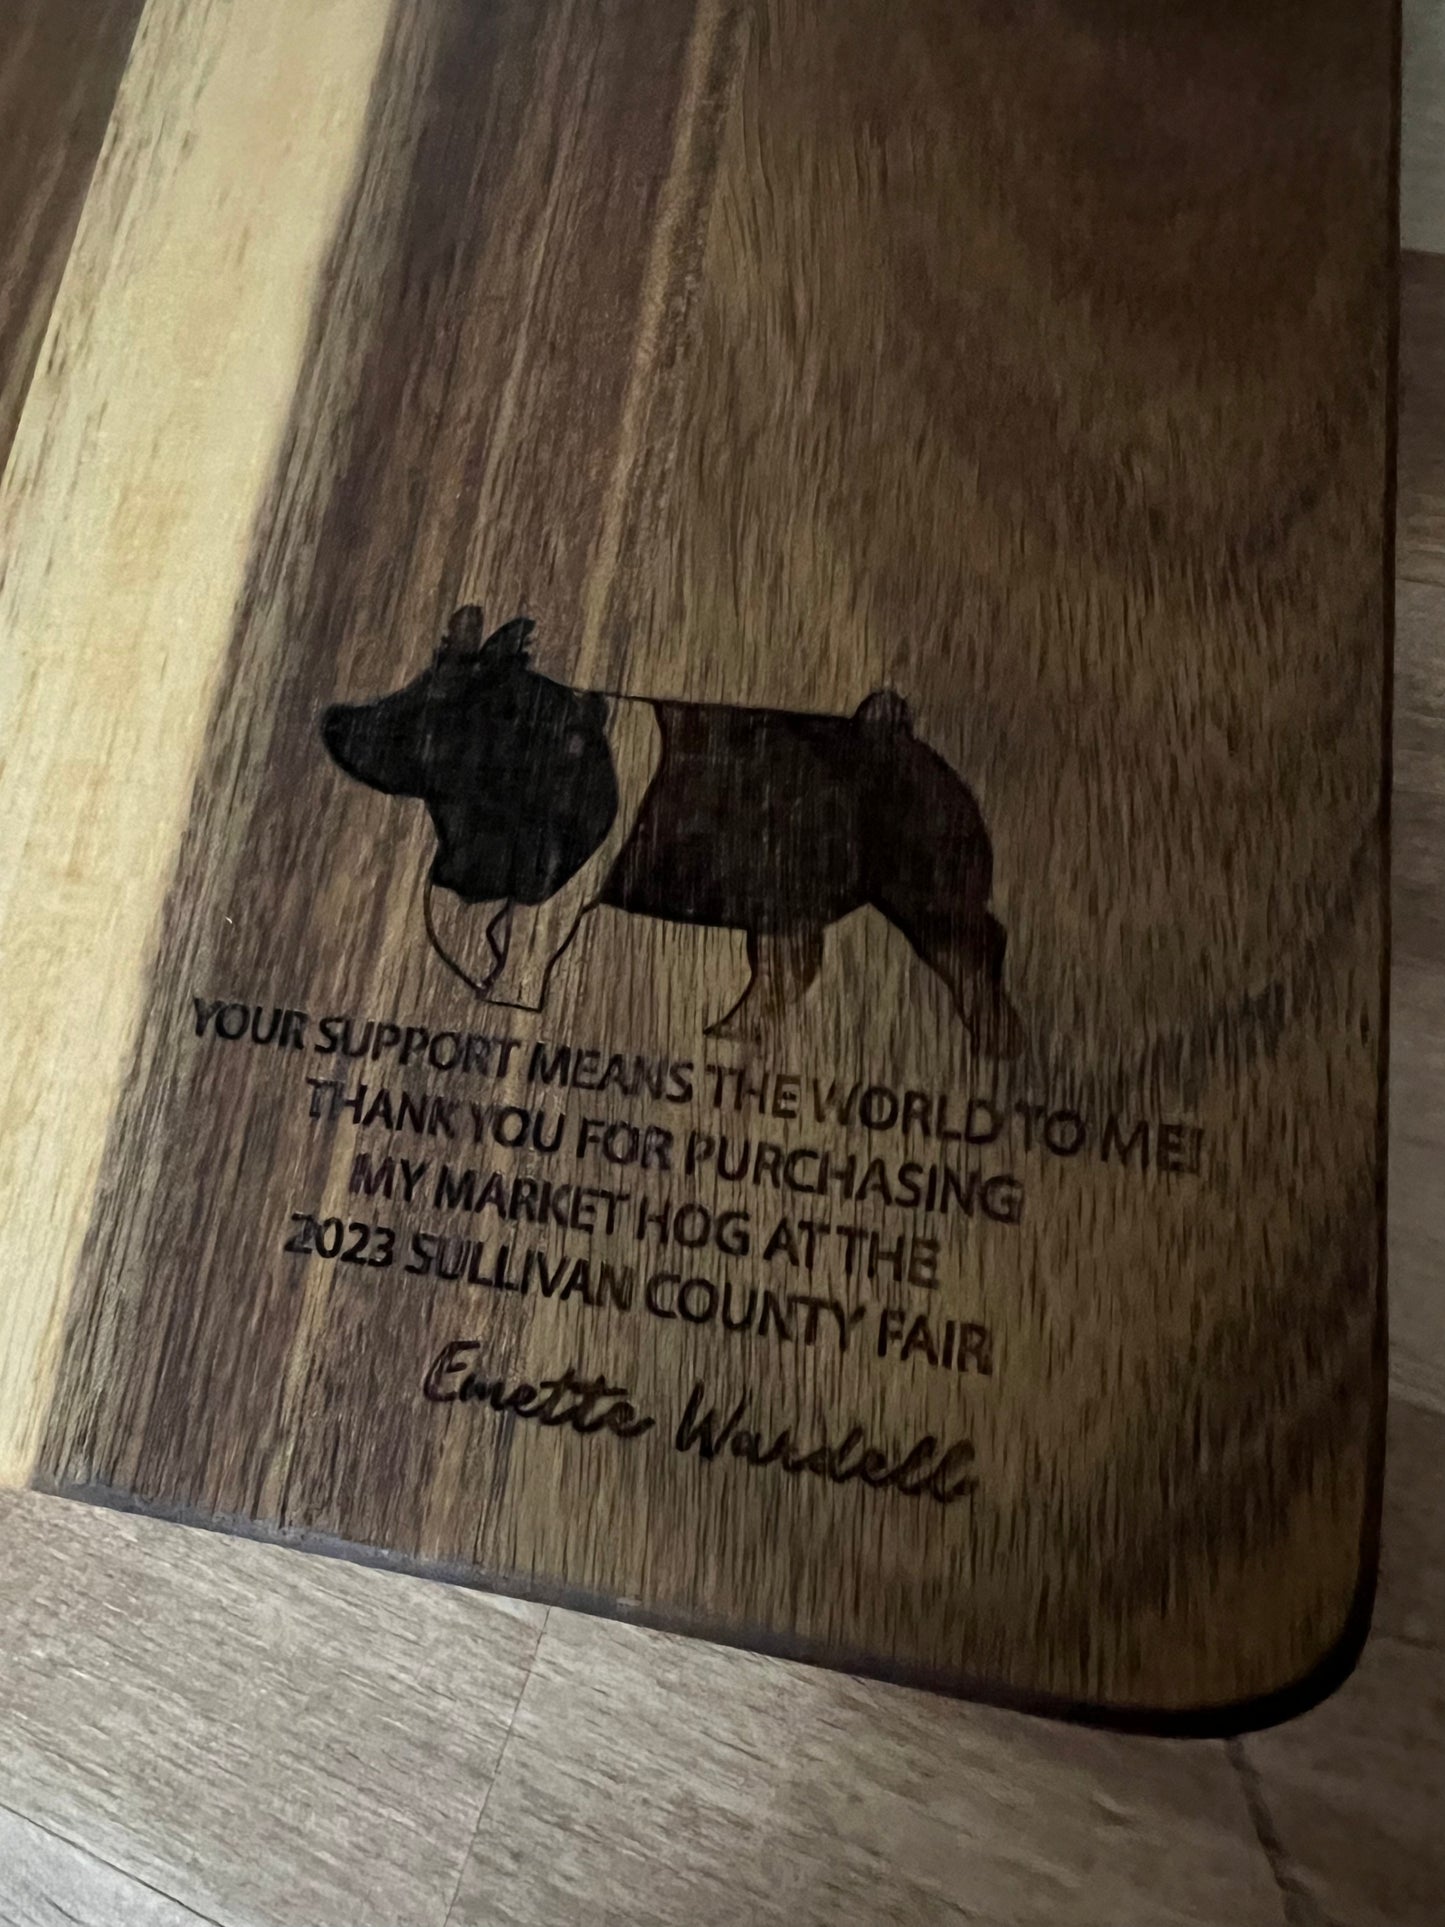 YOUR SUPPORT MEANS THE WORLD TO ME!
THANK YOU FOR PURCHASING
MY MARKET HOG AT THE
2023 SULLIVAN COUNTY FAIR
Emette Wardell